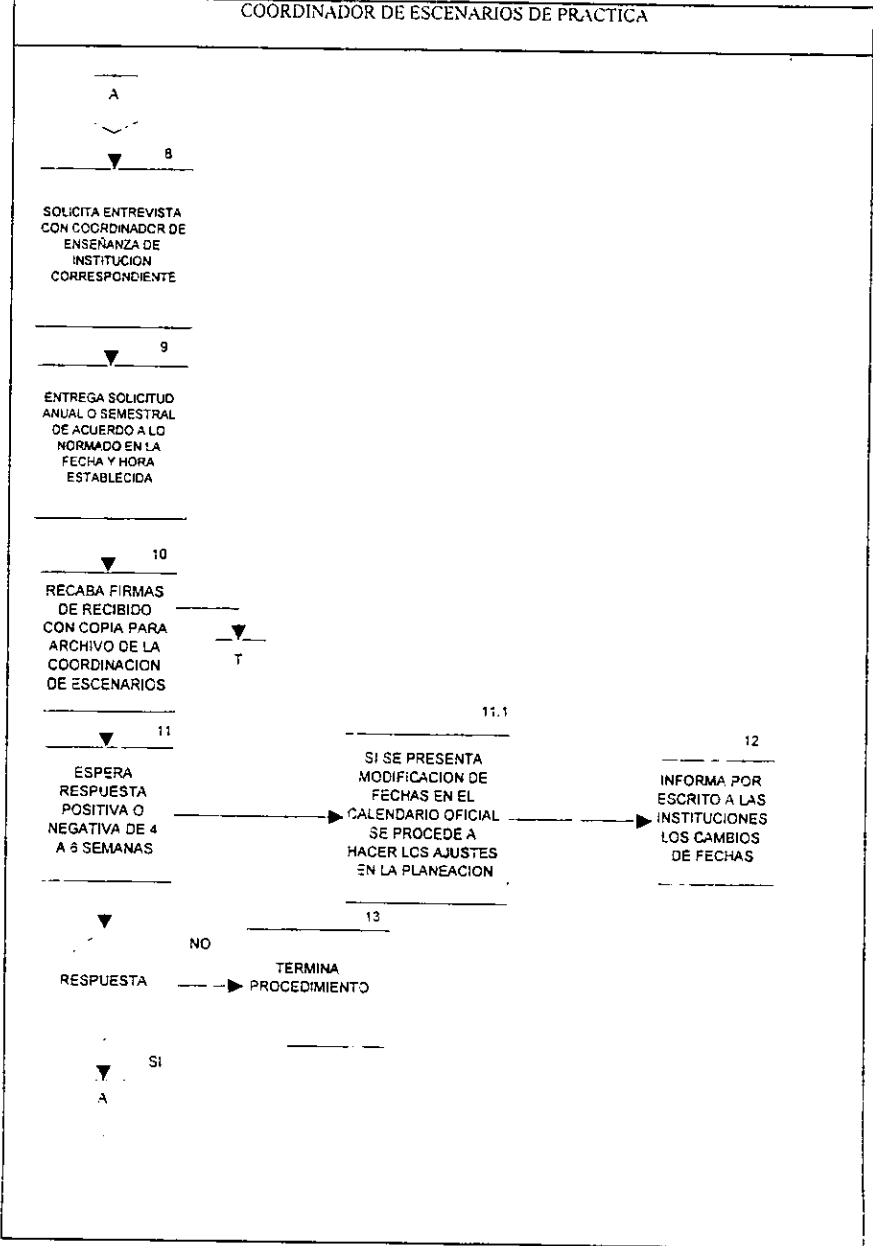 COORDINADOR DE ESCENARIOS DE PRACTICA
A
8
SOLICITA ENTREVISTA
CON COORDINADOR DE
ENSEÑANZA DE
INSTITUCION
CORRESPONDIENTE
9
ENTREGA SOLICITUD
ANUAL O SEMESTRAL
DE ACUERDO A LO
NORMADO EN LA
FECHA Y HORA
ESTABLECIDA
10
RECABA FIRMAS
DE RECIBIDO
CON COPIA PARA
ARCHIVO DE LA
COORDINACION
DE ESCENARIOS
T
11
ESPERA
RESPUESTA
POSITIVA O
NEGATIVA DE 4
A 6 SEMANAS
11.1
SI SE PRESENTA
MODIFICACION DE
FECHAS EN EL
CALENDARIO OFICIAL
SE PROCEDE A
HACER LOS AJUSTES
EN LA PLANEACION
12
INFORMA POR
ESCRITO A LAS
INSTITUCIONES
LOS CAMBIOS
DE FECHAS
RESPUESTA
NO
13
TERMINA
PROCEDIMIENTO
SI
A